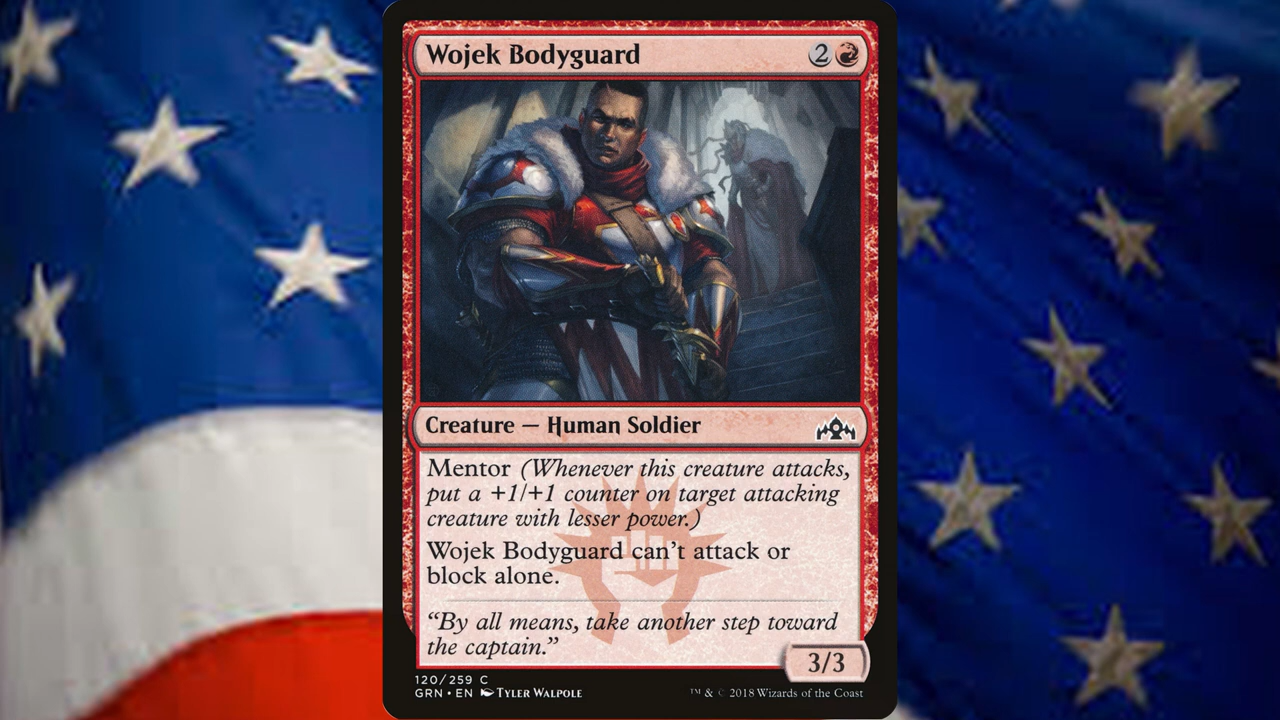 Wojek Bodyguard 2
Creature — Human Soldier
Mentor (Whenever this creature attacks,
put a +1/+1 counter on target attacking
creature with lesser power.)
Wojek Bodyguard can't attack or
block alone.
“By all means, take another step toward
the captain.”
3/3
120/259 C
GRN • EN Tyler Walpole
™ & © 2018 Wizards of the Coast